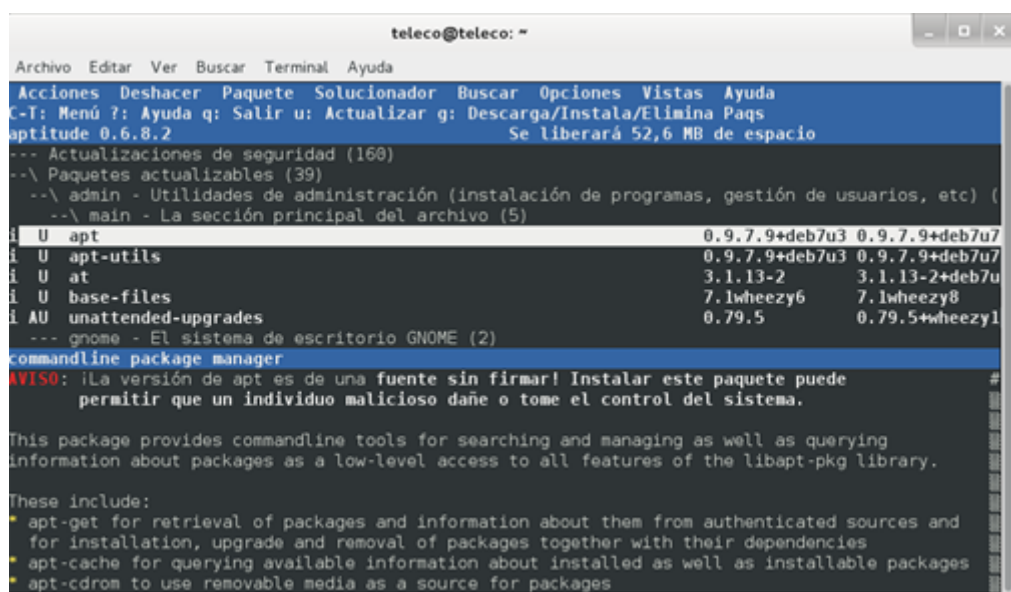 teleco@teleco: ~
Archivo Editar Ver Buscar Terminal Ayuda
Acciones Deshacer Paquete Solucionador Buscar Opciones Vistas Ayuda
C-T: Menú ?: Ayuda q: Salir u: Actualizar g: Descarga/Instala/Elimina Paqs
aptitude 0.6.8.2 Se liberará 52,6 MB de espacio
--- Actualizaciones de seguridad (160)
--\ Paquetes actualizables (39)
--\ admin - Utilidades de administración (instalación de programas, gestión de usuarios, etc) (
--\ main - La sección principal del archivo (5)
i U apt 0.9.7.9+deb7u3 0.9.7.9+deb7u7
i U apt-utils 0.9.7.9+deb7u3 0.9.7.9+deb7u7
i U at 3.1.13-2 3.1.13-2+deb7u
i U base-files 7.1wheezy6 7.1wheezy8
i AU unattended-upgrades 0.79.5 0.79.5+wheezy1
--- gnome - El sistema de escritorio GNOME (2)
commandline package manager
AVISO: ¡La versión de apt es de una fuente sin firmar! Instalar este paquete puede #
permitir que un individuo malicioso dañe o tome el control del sistema.
This package provides commandline tools for searching and managing as well as querying
information about packages as a low-level access to all features of the libapt-pkg library.
These include:
* apt-get for retrieval of packages and information about them from authenticated sources and
for installation, upgrade and removal of packages together with their dependencies
* apt-cache for querying available information about installed as well as installable packages
* apt-cdrom to use removable media as a source for packages